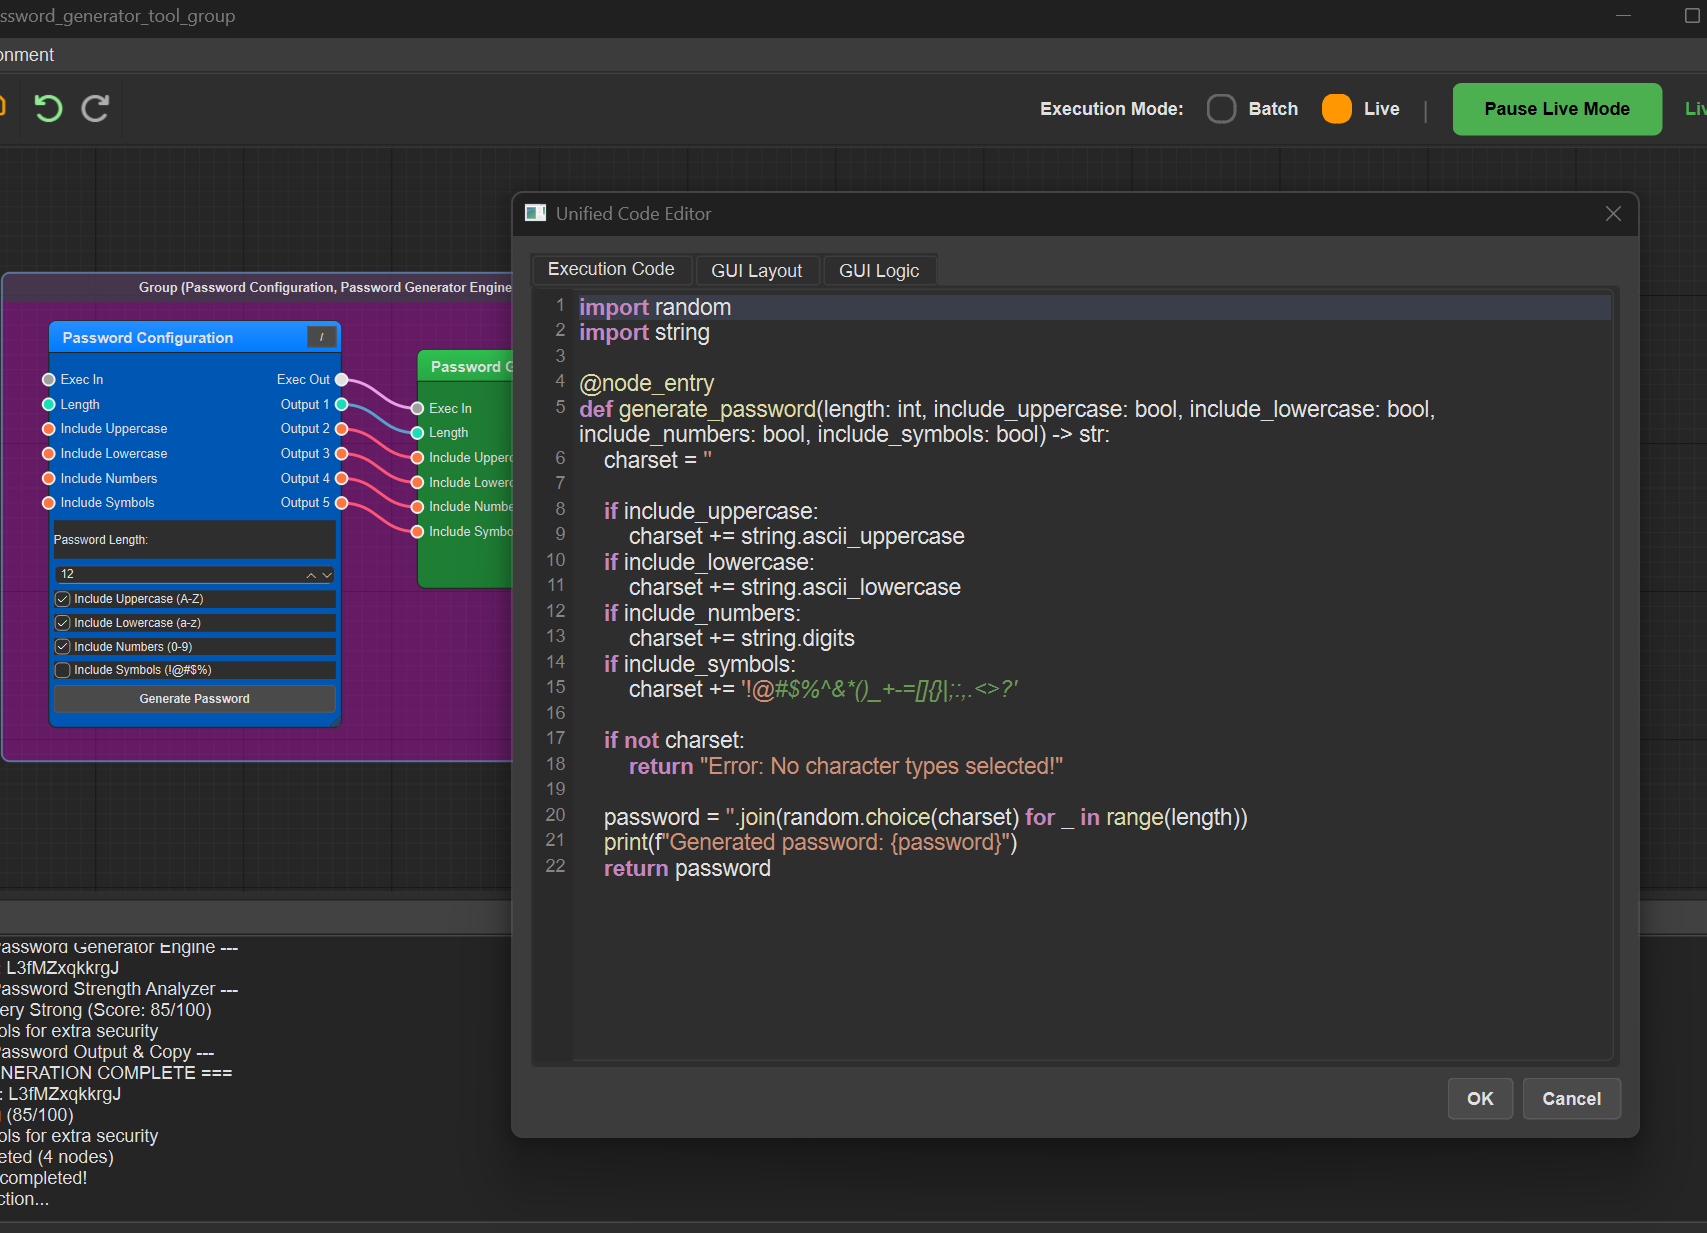 ssword_generator_tool_group
onment
Execution Mode:
Batch
Live
|
Pause Live Mode
Liv
Group (Password Configuration, Password Generator Engine
Password Configuration
/
Exec In
Exec Out
Length
Output 1
Include Uppercase
Output 2
Include Lowercase
Output 3
Include Numbers
Output 4
Include Symbols
Output 5
Password Length:
12
Include Uppercase (A-Z)
Include Lowercase (a-z)
Include Numbers (0-9)
Include Symbols (!@#$%)
Generate Password
Password G
Exec In
Length
Include Upperc
Include Lowerc
Include Numbe
Include Symbo
Unified Code Editor
Execution Code
GUI Layout
GUI Logic
1 import random
2 import string
3
4 @node_entry
5 def generate_password(length: int, include_uppercase: bool, include_lowercase: bool,
include_numbers: bool, include_symbols: bool) -> str:
6 charset = ''
7
8 if include_uppercase:
9 charset += string.ascii_uppercase
10 if include_lowercase:
11 charset += string.ascii_lowercase
12 if include_numbers:
13 charset += string.digits
14 if include_symbols:
15 charset += '!@#$%^&*()_+-=[]{}|;:,.<>?'
16
17 if not charset:
18 return "Error: No character types selected!"
19
20 password = ''.join(random.choice(charset) for _ in range(length))
21 print(f"Generated password: {password}")
22 return password
OK
Cancel
assword Generator Engine ---
: L3fMZxqkkrgJ
assword Strength Analyzer ---
ery Strong (Score: 85/100)
ols for extra security
assword Output & Copy ---
NERATION COMPLETE ===
: L3fMZxqkkrgJ
(85/100)
ols for extra security
eted (4 nodes)
completed!
ction...